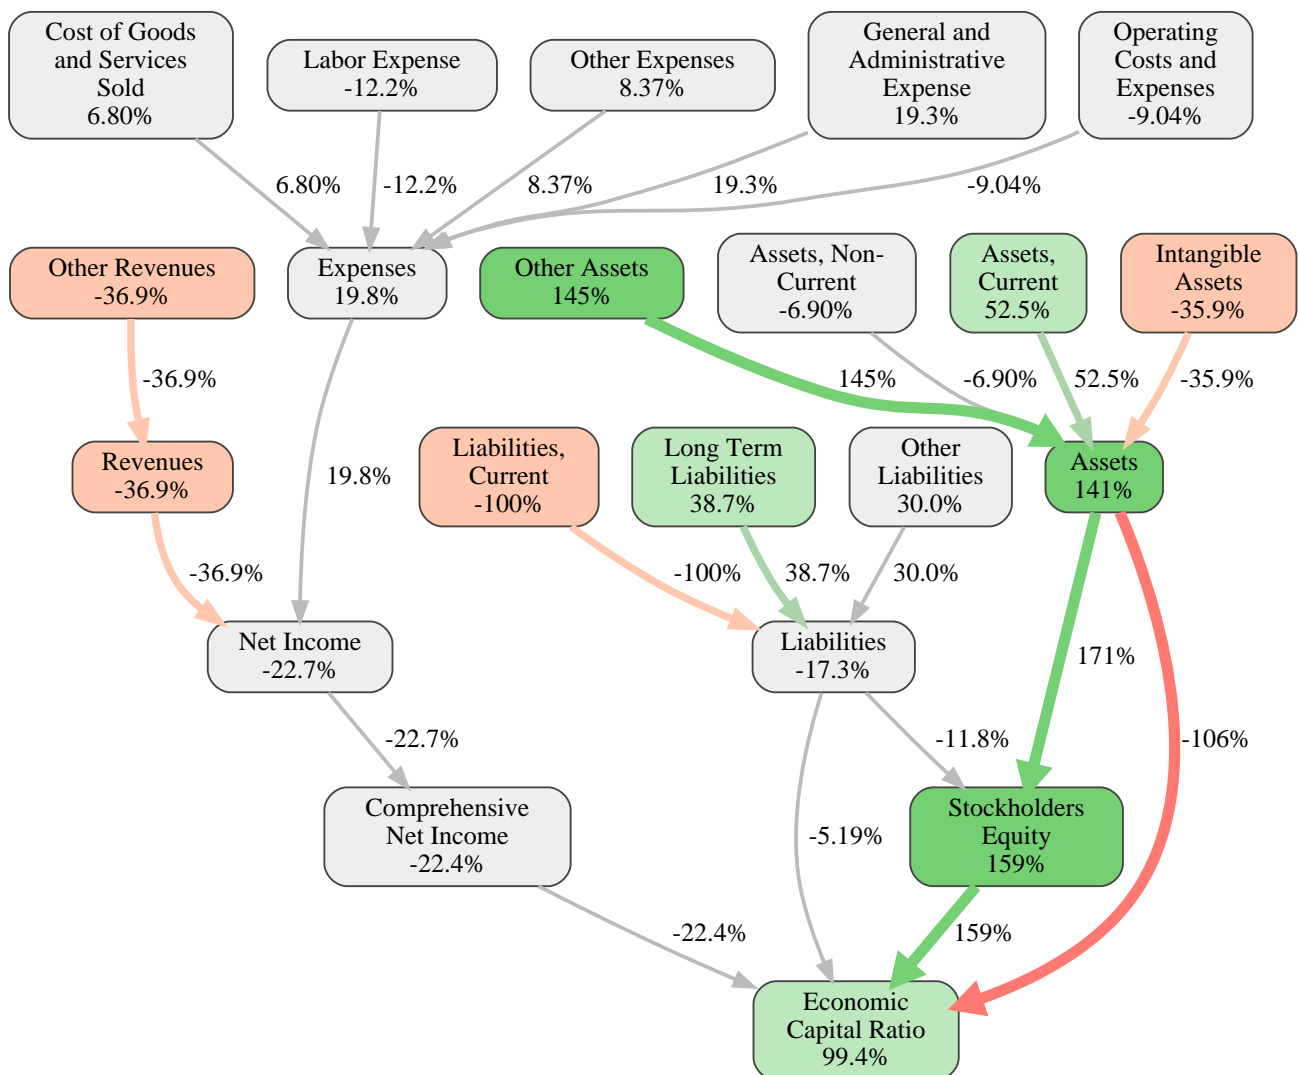 Cost of Goods
and Services
Sold
6.80%
Labor Expense
-12.2%
Other Expenses
8.37%
General and
Administrative
Expense
19.3%
Operating
Costs and
Expenses
-9.04%
6.80%
-12.2%
8.37%
19.3%
-9.04%
Other Revenues
-36.9%
Expenses
19.8%
Other Assets
145%
Assets, Non-
Current
-6.90%
Assets,
Current
52.5%
Intangible
Assets
-35.9%
-36.9%
145%
-6.90%
52.5%
-35.9%
Revenues
-36.9%
19.8%
Liabilities,
Current
-100%
Long Term
Liabilities
38.7%
Other
Liabilities
30.0%
Assets
141%
-36.9%
-100%
38.7%
30.0%
Net Income
-22.7%
Liabilities
-17.3%
171%
-22.7%
-11.8%
-106%
Comprehensive
Net Income
-22.4%
-5.19%
Stockholders
Equity
159%
-22.4%
159%
Economic
Capital Ratio
99.4%